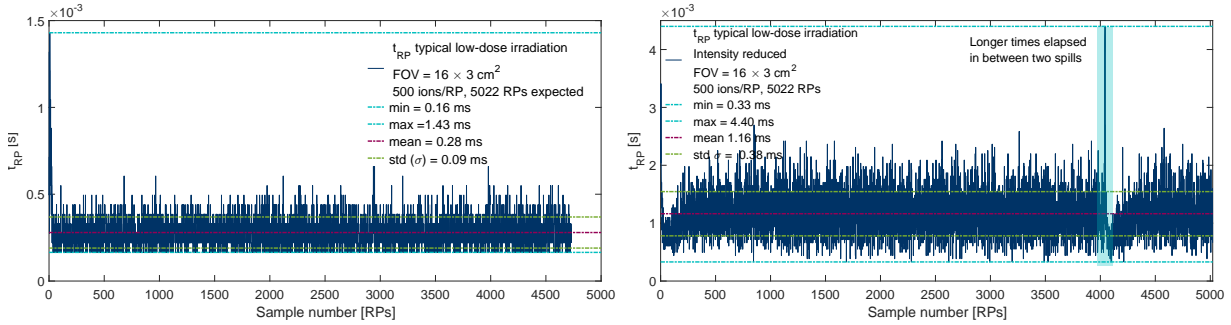 ×10-3
1.5
1
0.5
0
tRP [s]
tRP typical low-dose irradiation
FOV = 16 × 3 cm2
500 ions/RP, 5022 RPs expected
min = 0.16 ms
max =1.43 ms
mean = 0.28 ms
std (σ) = 0.09 ms
0 500 1000 1500 2000 2500 3000 3500 4000 4500 5000
Sample number [RPs]
×10-3
4
3
2
1
0
tRP [s]
tRP typical low-dose irradiation
Intensity reduced
FOV = 16 × 3 cm2
500 ions/RP, 5022 RPs
min = 0.33 ms
max = 4.40 ms
mean 1.16 ms
std σ = 0.38 ms
Longer times elapsed
in between two spills
0 500 1000 1500 2000 2500 3000 3500 4000 4500 5000
Sample number [RPs]